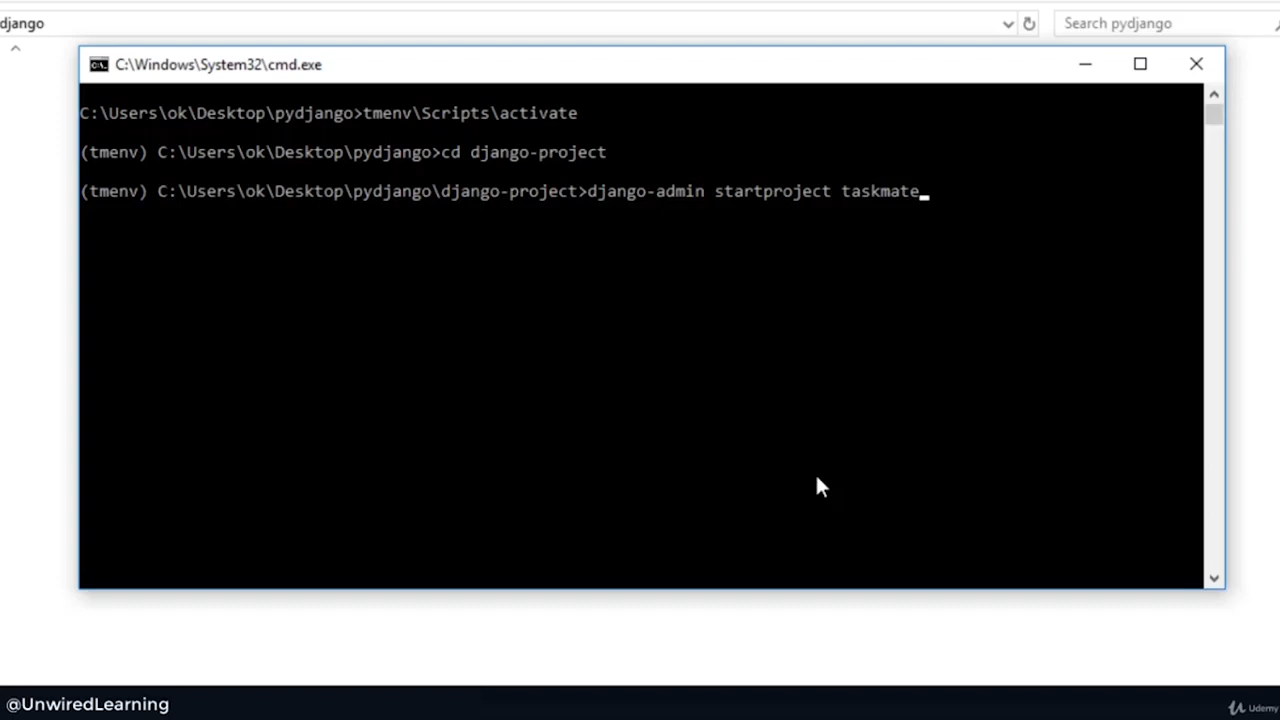 django
Search pydjango
C:\Windows\System32\cmd.exe
C:\Users\ok\Desktop\pydjango>tmenv\Scripts\activate
(tmenv) C:\Users\ok\Desktop\pydjango>cd django-project
(tmenv) C:\Users\ok\Desktop\pydjango\django-project>django-admin startproject taskmate
@UnwiredLearning
Udemy